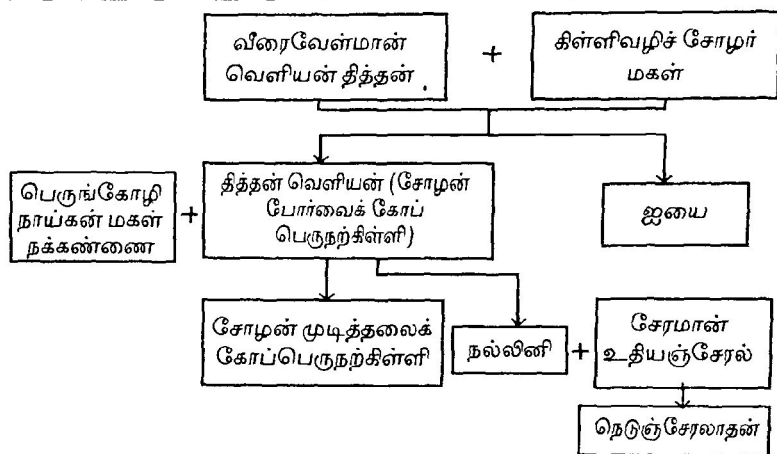 வீரைவேள்மான்
வெளியன் தித்தன்
+
கிள்ளிவழிச் சோழர்
மகள்
பெருங்கோழி
நாய்கன் மகள்
நக்கண்ணை
+
தித்தன் வெளியன் (சோழன்
போர்வைக் கோப்
பெருநற்கிள்ளி)
ஐயை
சோழன் முடித்தலைக்
கோப்பெருநற்கிள்ளி
நல்லினி
+
சேரமான்
உதியஞ்சேரல்
நெடுஞ்சேரலாதன்